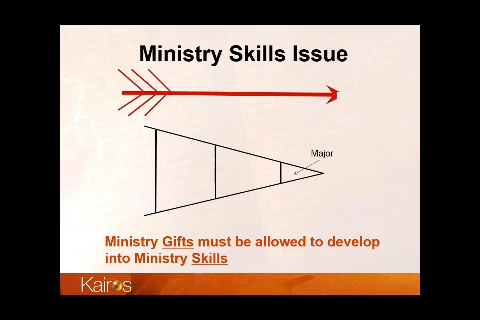 Ministry Skills Issue
Major
Ministry Gifts must be allowed to develop
into Ministry Skills
Kairos